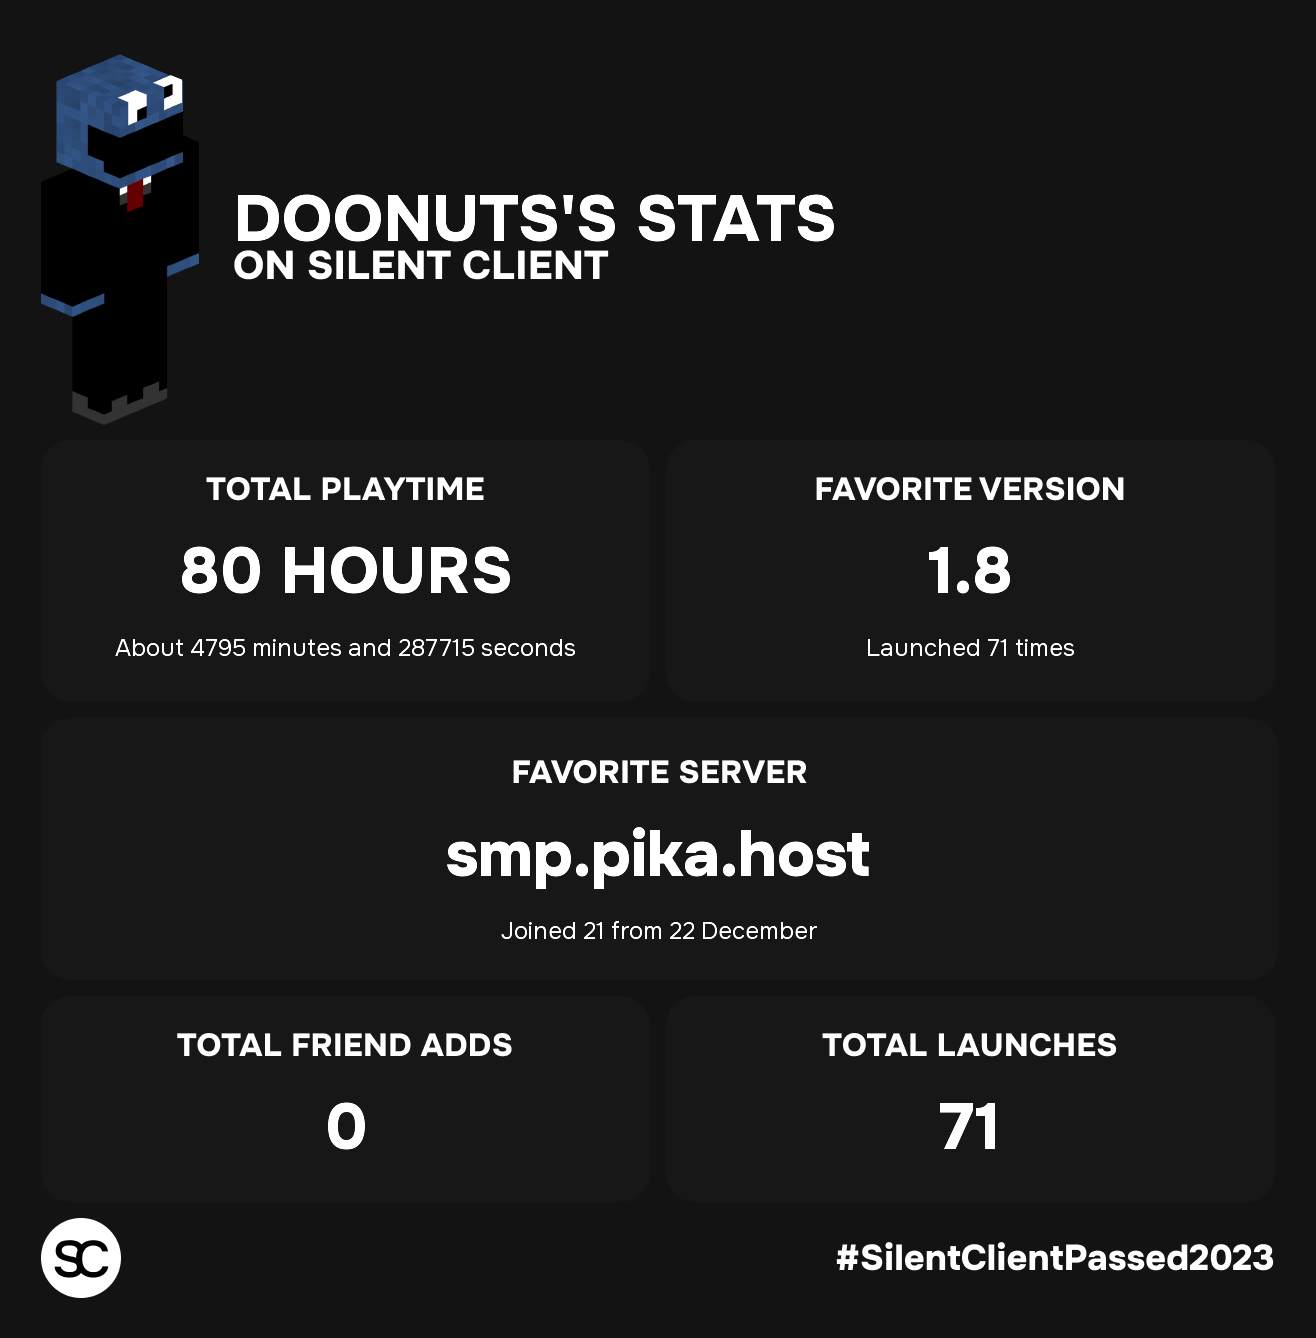 DOONUTS'S STATS
ON SILENT CLIENT
TOTAL PLAYTIME
80 HOURS
About 4795 minutes and 287715 seconds
FAVORITE VERSION
1.8
Launched 71 times
FAVORITE SERVER
smp.pika.host
Joined 21 from 22 December
TOTAL FRIEND ADDS
0
TOTAL LAUNCHES
71
SC
#SilentClientPassed2023